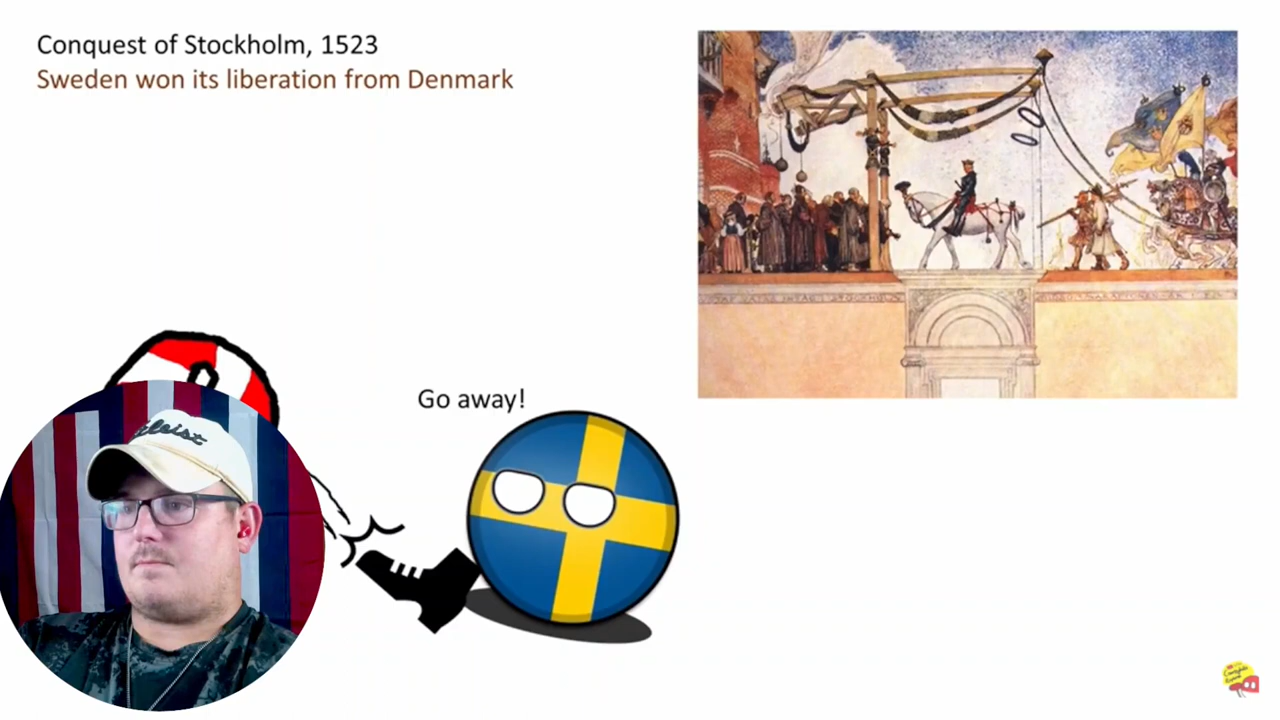 Conquest of Stockholm, 1523
Sweden won its liberation from Denmark
Go away!